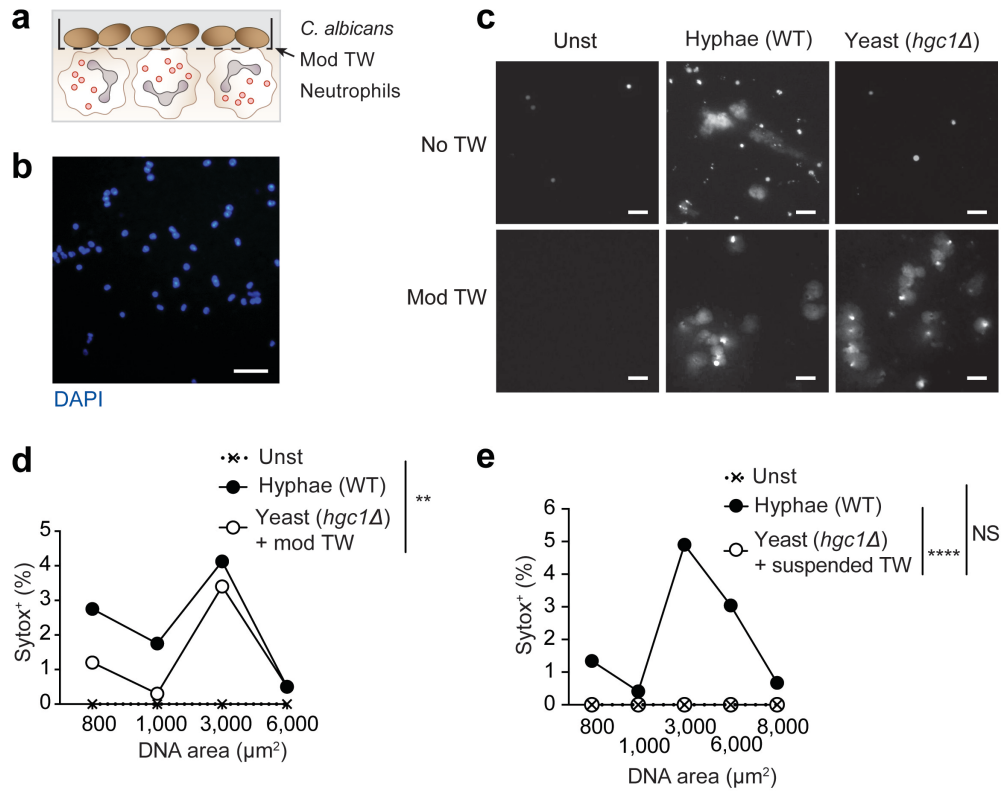 a
C. albicans
Mod TW
Neutrophils
b
DAPI
c
Unst
Hyphae (WT)
Yeast (hgc1Δ)
No TW
Mod TW
d
Unst
Hyphae (WT)
Yeast (hgc1Δ)
+ mod TW
**
Sytox⁺ (%)
5
4
3
2
1
0
800
1,000
3,000
6,000
DNA area (μm²)
e
Unst
Hyphae (WT)
Yeast (hgc1Δ)
+ suspended TW
****
NS
Sytox⁺ (%)
6
5
4
3
2
1
0
800
1,000
3,000
6,000
8,000
DNA area (μm²)